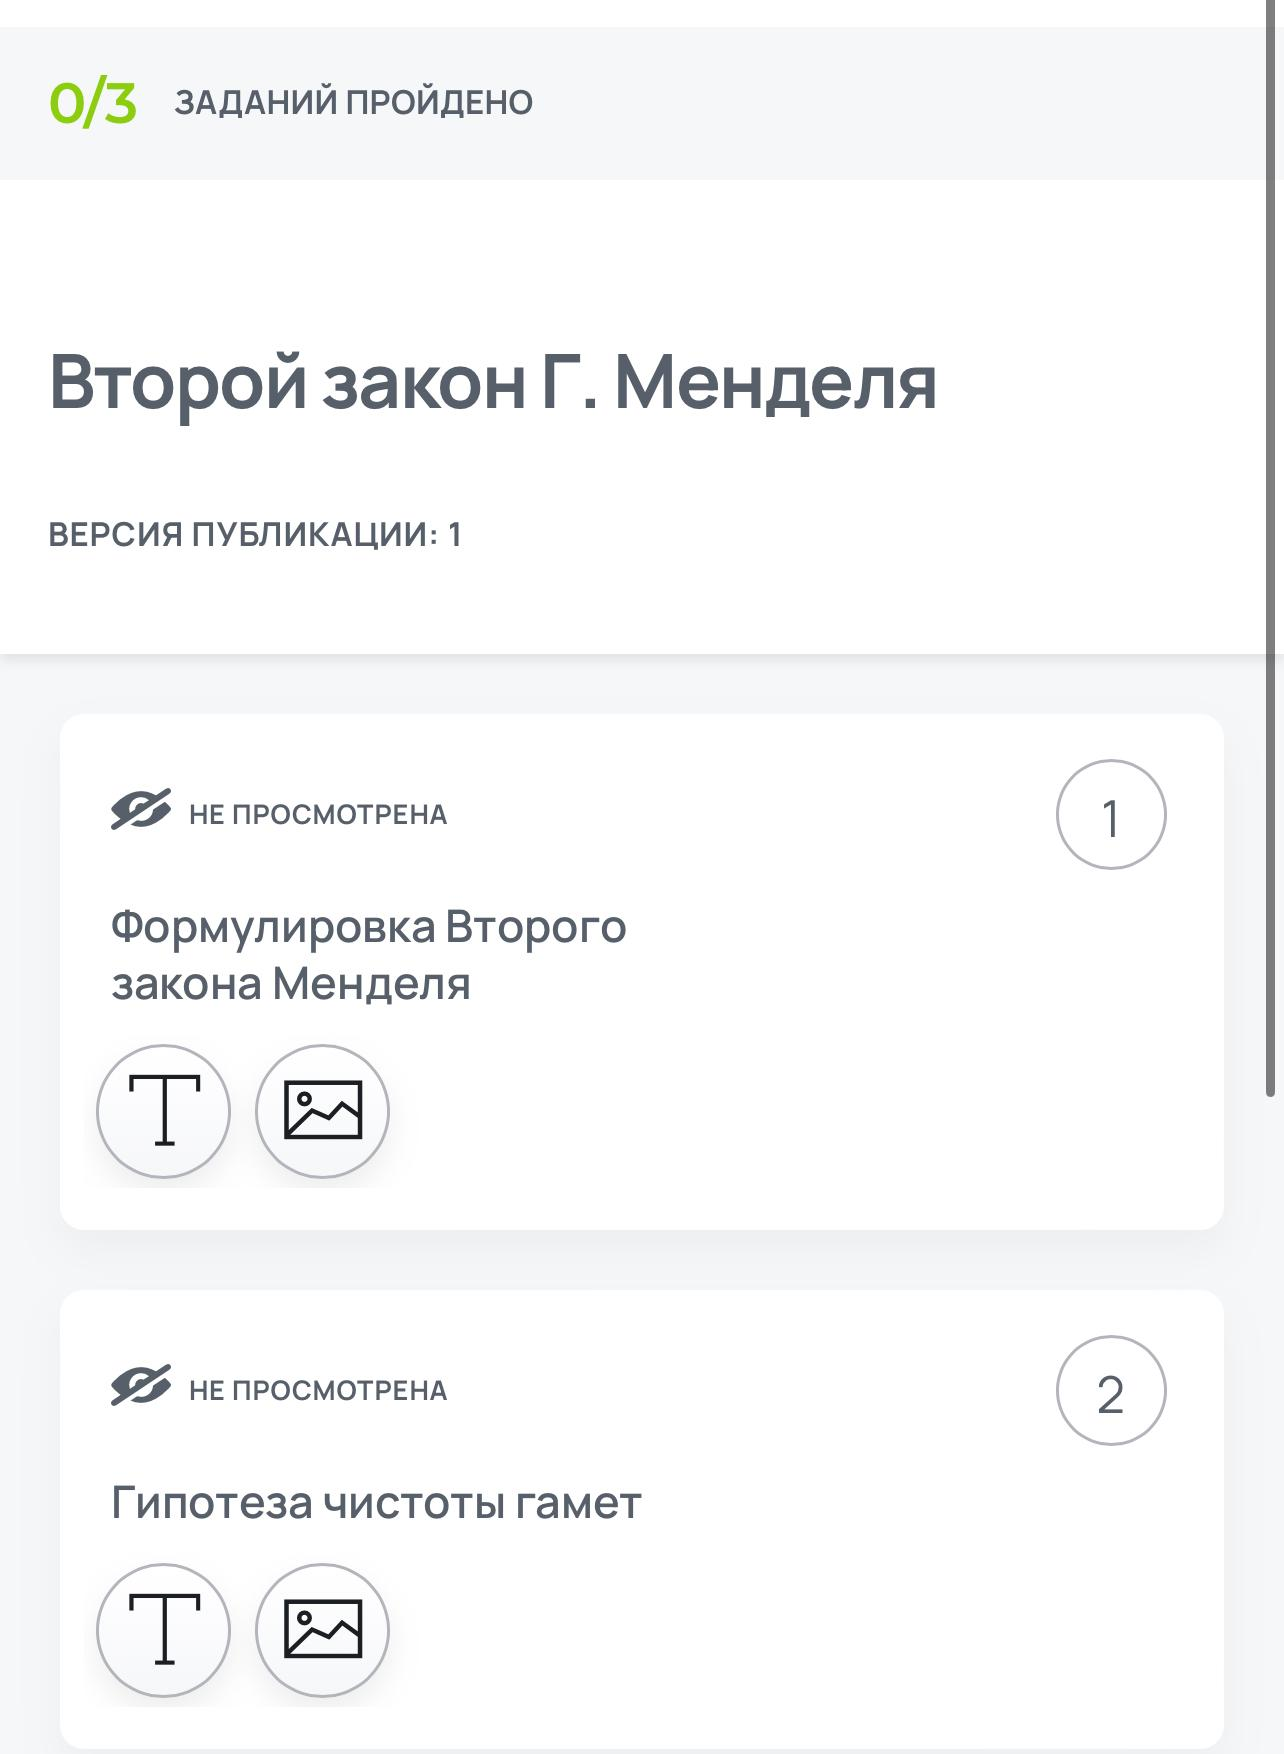 0/3 ЗАДАНИЙ ПРОЙДЕНО
Второй закон Г. Менделя
ВЕРСИЯ ПУБЛИКАЦИИ: 1
НЕ ПРОСМОТРЕНА
1
Формулировка Второго
закона Менделя
НЕ ПРОСМОТРЕНА
2
Гипотеза чистоты гамет